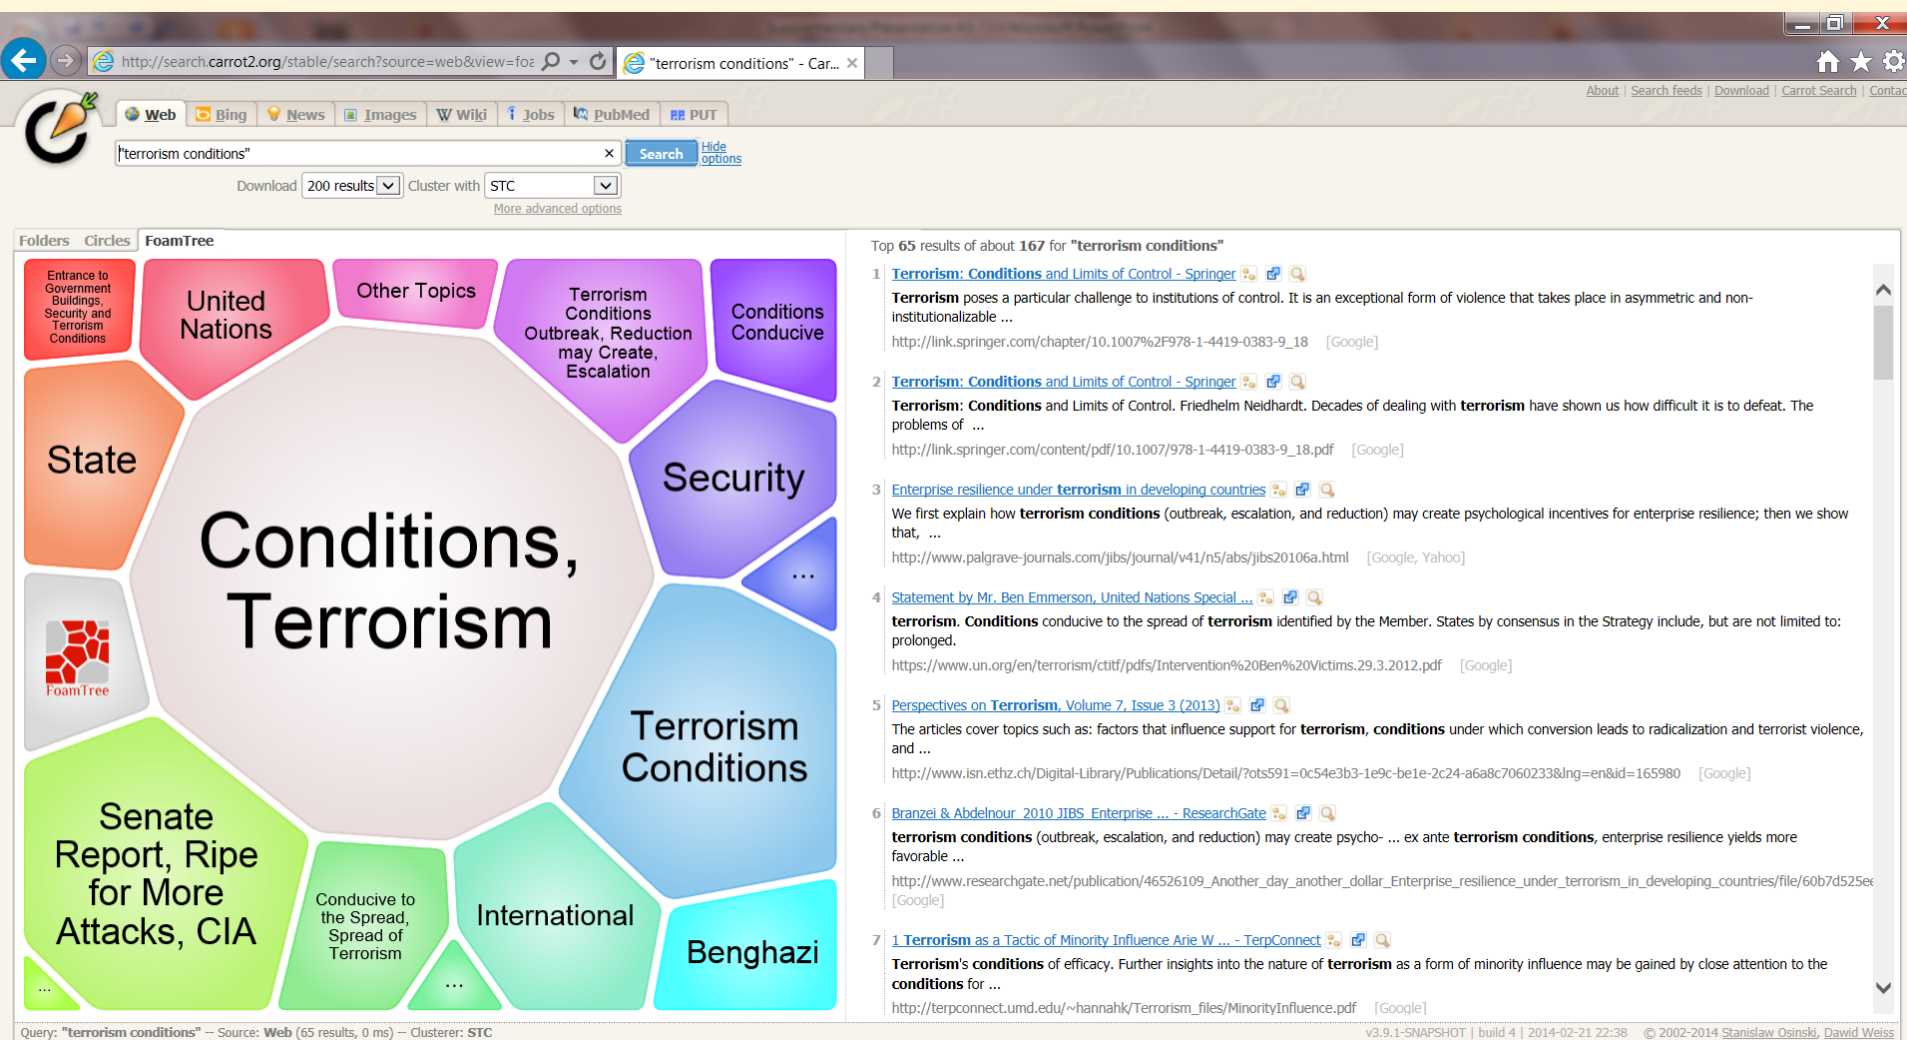 http://search.carrot2.org/stable/search?source=web&view=foa
"terrorism conditions" - Car...
About | Search feeds | Download | Carrot Search | Contac
Web Bing News Images Wiki Jobs PubMed PUT
"terrorism conditions"
Search
Hide
options
Download 200 results Cluster with STC
More advanced options
Folders Circles FoamTree
Entrance to
Government
Buildings,
Security and
Terrorism
Conditions
United
Nations
Other Topics
Terrorism
Conditions
Outbreak, Reduction
may Create,
Escalation
Conditions
Conducive
State
Security
Conditions,
Terrorism
...
FoamTree
Terrorism
Conditions
Senate
Report, Ripe
for More
Attacks, CIA
Conducive to
the Spread,
Spread of
Terrorism
International
Benghazi
...
...
Top 65 results of about 167 for "terrorism conditions"
1 Terrorism: Conditions and Limits of Control - Springer
Terrorism poses a particular challenge to institutions of control. It is an exceptional form of violence that takes place in asymmetric and non-
institutionalizable ...
http://link.springer.com/chapter/10.1007%2F978-1-4419-0383-9_18 [Google]
2 Terrorism: Conditions and Limits of Control - Springer
Terrorism: Conditions and Limits of Control. Friedhelm Neidhardt. Decades of dealing with terrorism have shown us how difficult it is to defeat. The
problems of ...
http://link.springer.com/content/pdf/10.1007/978-1-4419-0383-9_18.pdf [Google]
3 Enterprise resilience under terrorism in developing countries
We first explain how terrorism conditions (outbreak, escalation, and reduction) may create psychological incentives for enterprise resilience; then we show
that, ...
http://www.palgrave-journals.com/jibs/journal/v41/n5/abs/jibs20106a.html [Google, Yahoo]
4 Statement by Mr. Ben Emmerson, United Nations Special ...
terrorism. Conditions conducive to the spread of terrorism identified by the Member. States by consensus in the Strategy include, but are not limited to:
prolonged.
https://www.un.org/en/terrorism/ctitf/pdfs/Intervention%20Ben%20Victims.29.3.2012.pdf [Google]
5 Perspectives on Terrorism, Volume 7, Issue 3 (2013)
The articles cover topics such as: factors that influence support for terrorism, conditions under which conversion leads to radicalization and terrorist violence,
and ...
http://www.isn.ethz.ch/Digital-Library/Publications/Detail/?ots591=0c54e3b3-1e9c-be1e-2c24-a6a8c7060233&lng=en&id=165980 [Google]
6 Branzei & Abdelnour 2010 JIBS Enterprise ... - ResearchGate
terrorism conditions (outbreak, escalation, and reduction) may create psycho- ... ex ante terrorism conditions, enterprise resilience yields more
favorable ...
http://www.researchgate.net/publication/46526109_Another_day_another_dollar_Enterprise_resilience_under_terrorism_in_developing_countries/file/60b7d525ee
[Google]
7 1 Terrorism as a Tactic of Minority Influence Arie W ... - TerpConnect
Terrorism's conditions of efficacy. Further insights into the nature of terrorism as a form of minority influence may be gained by close attention to the
conditions for ...
http://terpconnect.umd.edu/~hannahk/Terrorism_files/MinorityInfluence.pdf [Google]
Query: "terrorism conditions" -- Source: Web (65 results, 0 ms) -- Clusterer: STC
v3.9.1-SNAPSHOT | build 4 | 2014-02-21 22:38 © 2002-2014 Stanislaw Osinski, Dawid Weiss